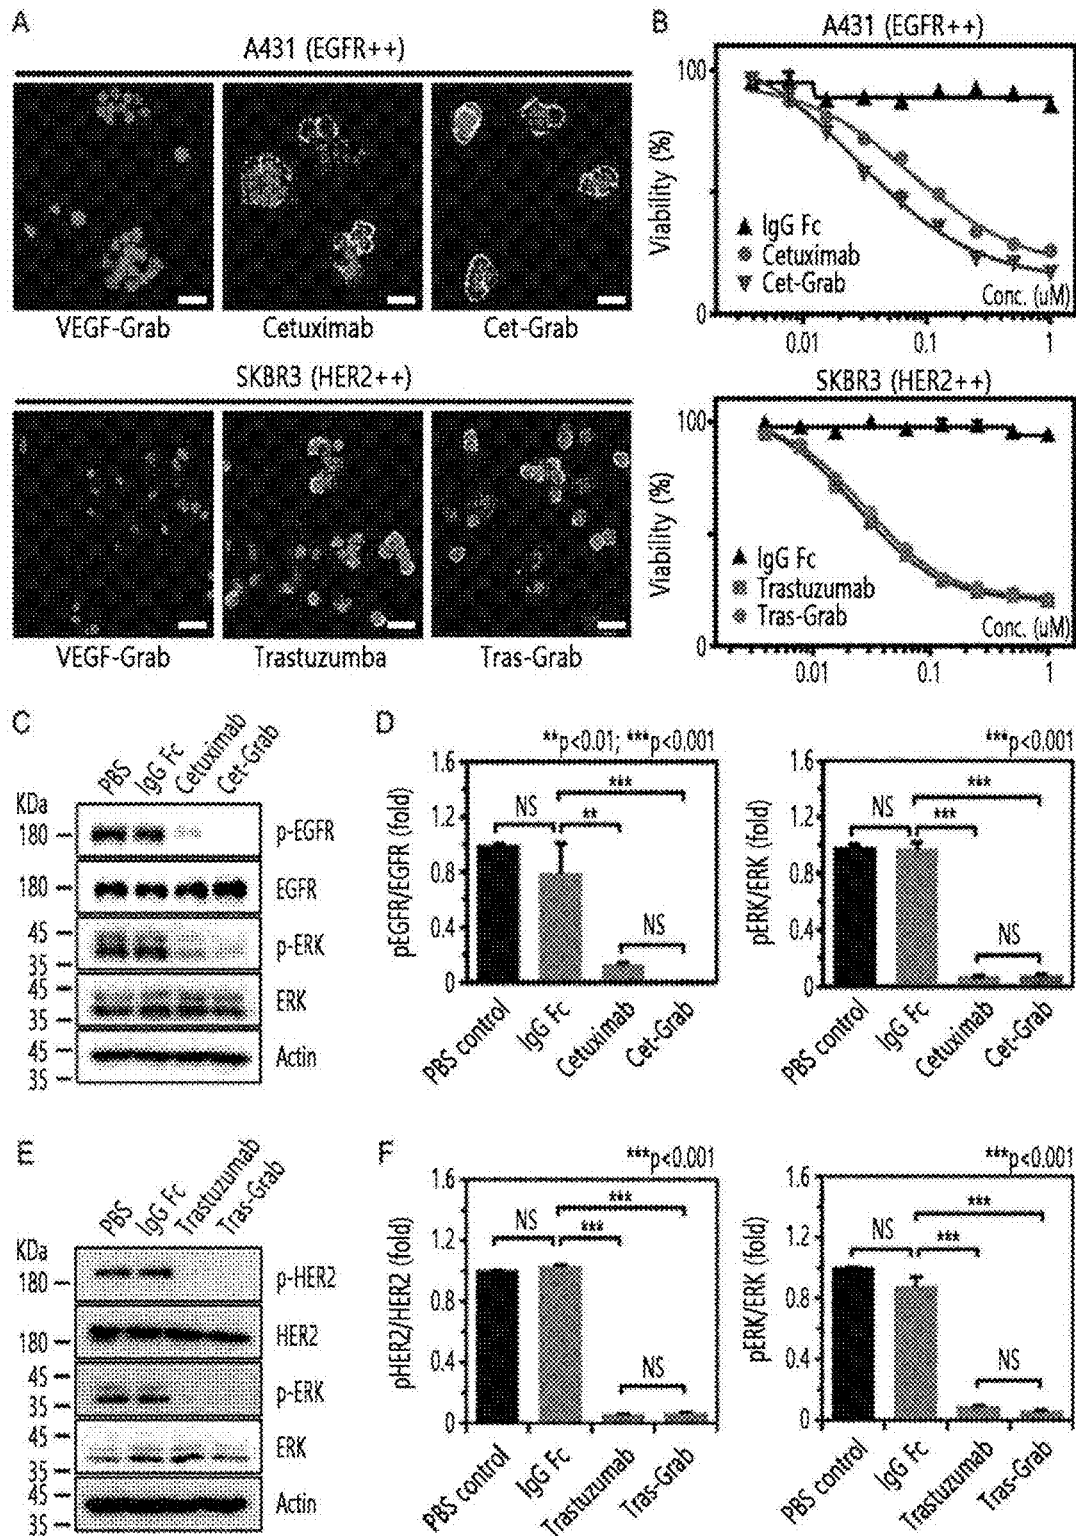 A
A431 (EGFR++)
VEGF-Grab
Cetuximab
Cet-Grab
SKBR3 (HER2++)
VEGF-Grab
Trastuzumba
Tras-Grab
B
A431 (EGFR++)
Viability (%)
100
0
IgG Fc
Cetuximab
Cet-Grab
Conc. (uM)
0.01
0.1
1
SKBR3 (HER2++)
Viability (%)
100
0
IgG Fc
Trastuzumab
Tras-Grab
Conc. (uM)
0.01
0.1
1
C
PBS
IgG Fc
Cetuximab
Cet-Grab
KDa
180
p-EGFR
180
EGFR
45
35
p-ERK
45
35
ERK
45
35
Actin
D
**p<0.01; ***p<0.001
pEGFR/EGFR (fold)
1.6
1.2
0.8
0.4
0
NS
**
***
NS
PBS control
IgG Fc
Cetuximab
Cet-Grab
***p<0.001
pERK/ERK (fold)
1.6
1.2
0.8
0.4
0
NS
***
***
NS
PBS control
IgG Fc
Cetuximab
Cet-Grab
E
PBS
IgG Fc
Trastuzumab
Tras-Grab
KDa
180
p-HER2
180
HER2
45
35
p-ERK
45
35
ERK
45
35
Actin
F
***p<0.001
pHER2/HER2 (fold)
1.6
1.2
0.8
0.4
0
NS
***
***
NS
PBS control
IgG Fc
Trastuzumab
Tras-Grab
***p<0.001
pERK/ERK (fold)
1.6
1.2
0.8
0.4
0
NS
***
***
NS
PBS control
IgG Fc
Trastuzumab
Tras-Grab